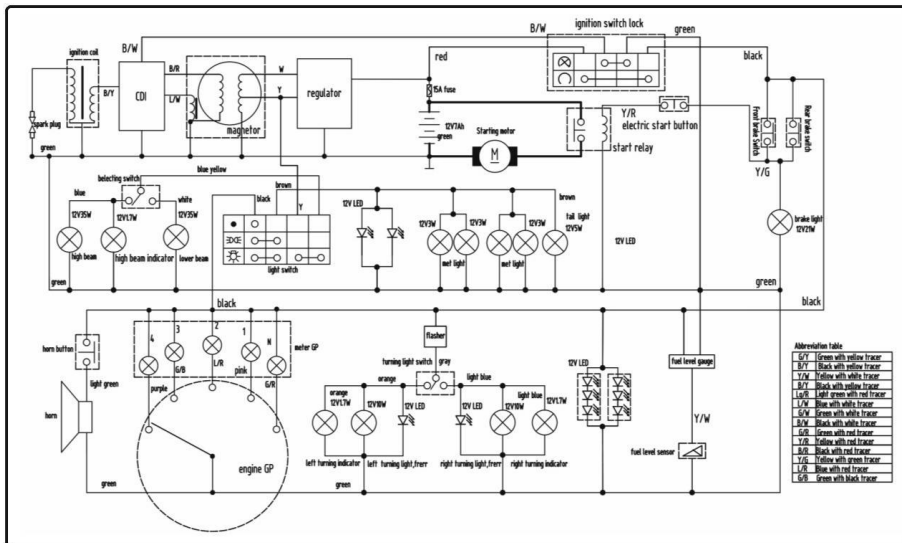 ignition switch lock
B/W
green
ignition coil
B/W
red
black
B/R
W
B/Y
CDI
L/W
Y
regulator
15A fuse
spark plug
magnetor
12V7Ah
green
Starting motor
M
Y/R
electric start button
start relay
Front brake Switch
Rear brake switch
Y/G
green
blue yellow
belecting switch
brown
blue
white
black
Y
12V LED
brown
12V35W
12V1.7W
12V35W
12V3W
12V3W
12V3W
12V3W
tail light
12V5W
12V LED
brake light
12V21W
high beam
high beam indicator
lower beam
light switch
met light
met light
green
green
black
black
horn button
4
3
2
1
N
meter GP
flasher
fuel level gauge
L/R
G/B
pink
turning light switch
gray
12V LED
light green
purple
G/R
orange
orange
light blue
light blue
12V1.7W
12V10W
12V LED
12V LED
12V10W
12V1.7W
Y/W
horn
engine GP
fuel level sensor
left turning indicator
left turning light,frerr
right turning light,frerr
right turning indicator
green
green
Abbreviation table
G/Y Green with yellow tracer
B/Y Black with yellow tracer
Y/W Yellow with white tracer
B/Y Black with yellow tracer
Lg/R Light green with red tracer
L/W Blue with white tracer
G/W Green with white tracer
B/W Black with white tracer
G/R Green with red tracer
Y/R Yellow with red tracer
B/R Black with red tracer
Y/G Yellow with green tracer
L/R Blue with red tracer
G/B Green with black tracer